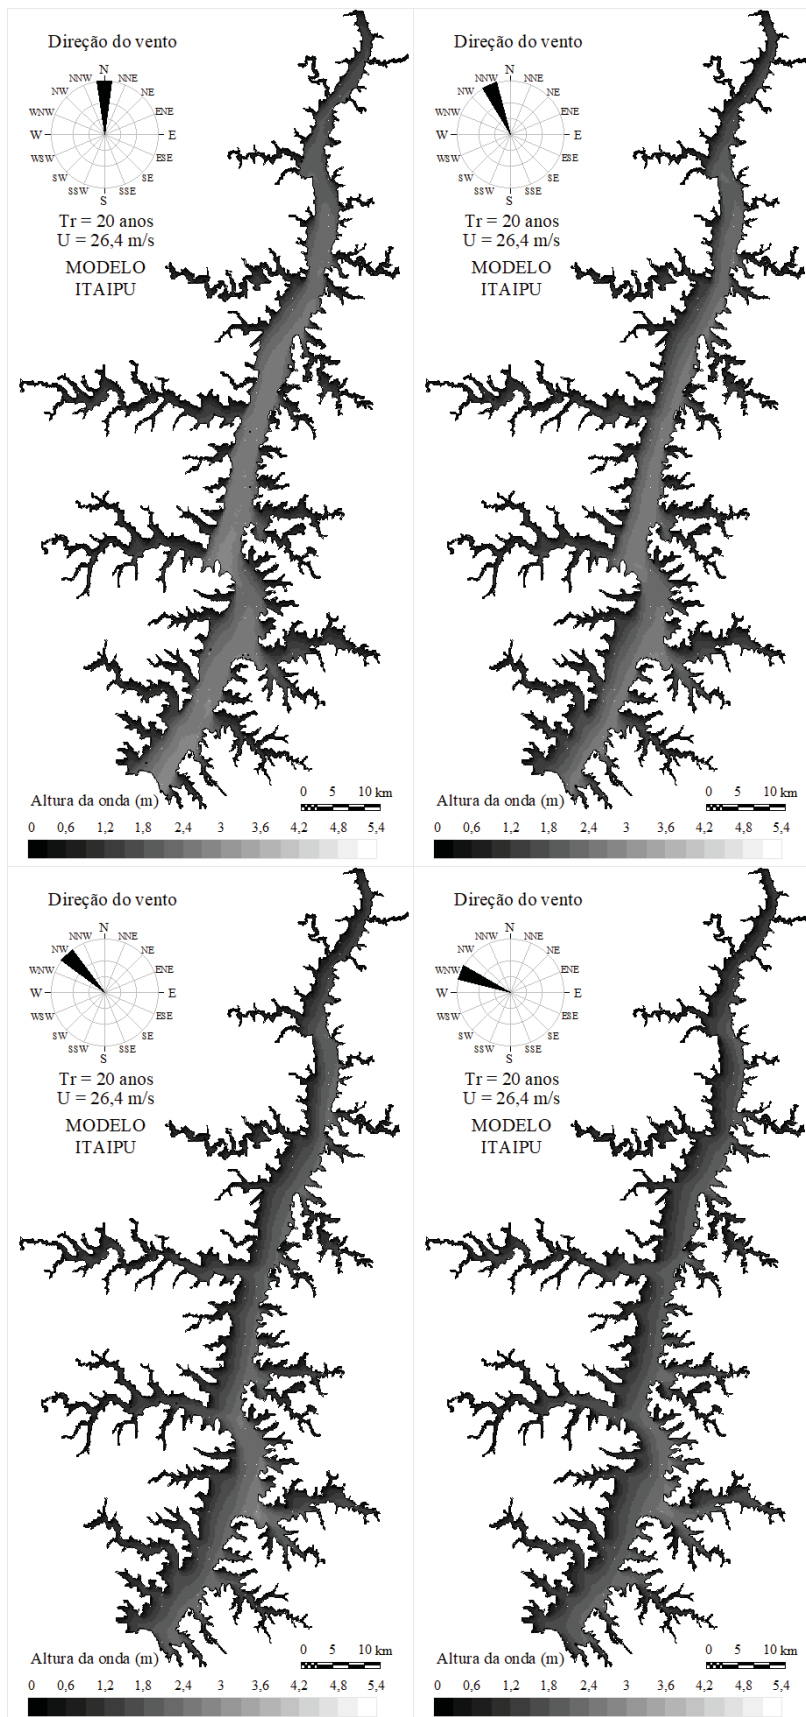 Direção do vento
N
NNW
NNE
NW
NE
WNW
ENE
W
E
WSW
ESE
SW
SE
SSW
SSE
S
Tr = 20 anos
U = 26,4 m/s
MODELO
ITAIPU
Altura da onda (m)
0 5 10 km
0 0,6 1,2 1,8 2,4 3 3,6 4,2 4,8 5,4
Direção do vento
N
NNW
NNE
NW
NE
WNW
ENE
W
E
WSW
ESE
SW
SE
SSW
SSE
S
Tr = 20 anos
U = 26,4 m/s
MODELO
ITAIPU
Altura da onda (m)
0 5 10 km
0 0,6 1,2 1,8 2,4 3 3,6 4,2 4,8 5,4
Direção do vento
N
NNW
NNE
NW
NE
WNW
ENE
W
E
WSW
ESE
SW
SE
SSW
SSE
S
Tr = 20 anos
U = 26,4 m/s
MODELO
ITAIPU
Altura da onda (m)
0 5 10 km
0 0,6 1,2 1,8 2,4 3 3,6 4,2 4,8 5,4
Direção do vento
N
NNW
NNE
NW
NE
WNW
ENE
W
E
WSW
ESE
SW
SE
SSW
SSE
S
Tr = 20 anos
U = 26,4 m/s
MODELO
ITAIPU
Altura da onda (m)
0 5 10 km
0 0,6 1,2 1,8 2,4 3 3,6 4,2 4,8 5,4